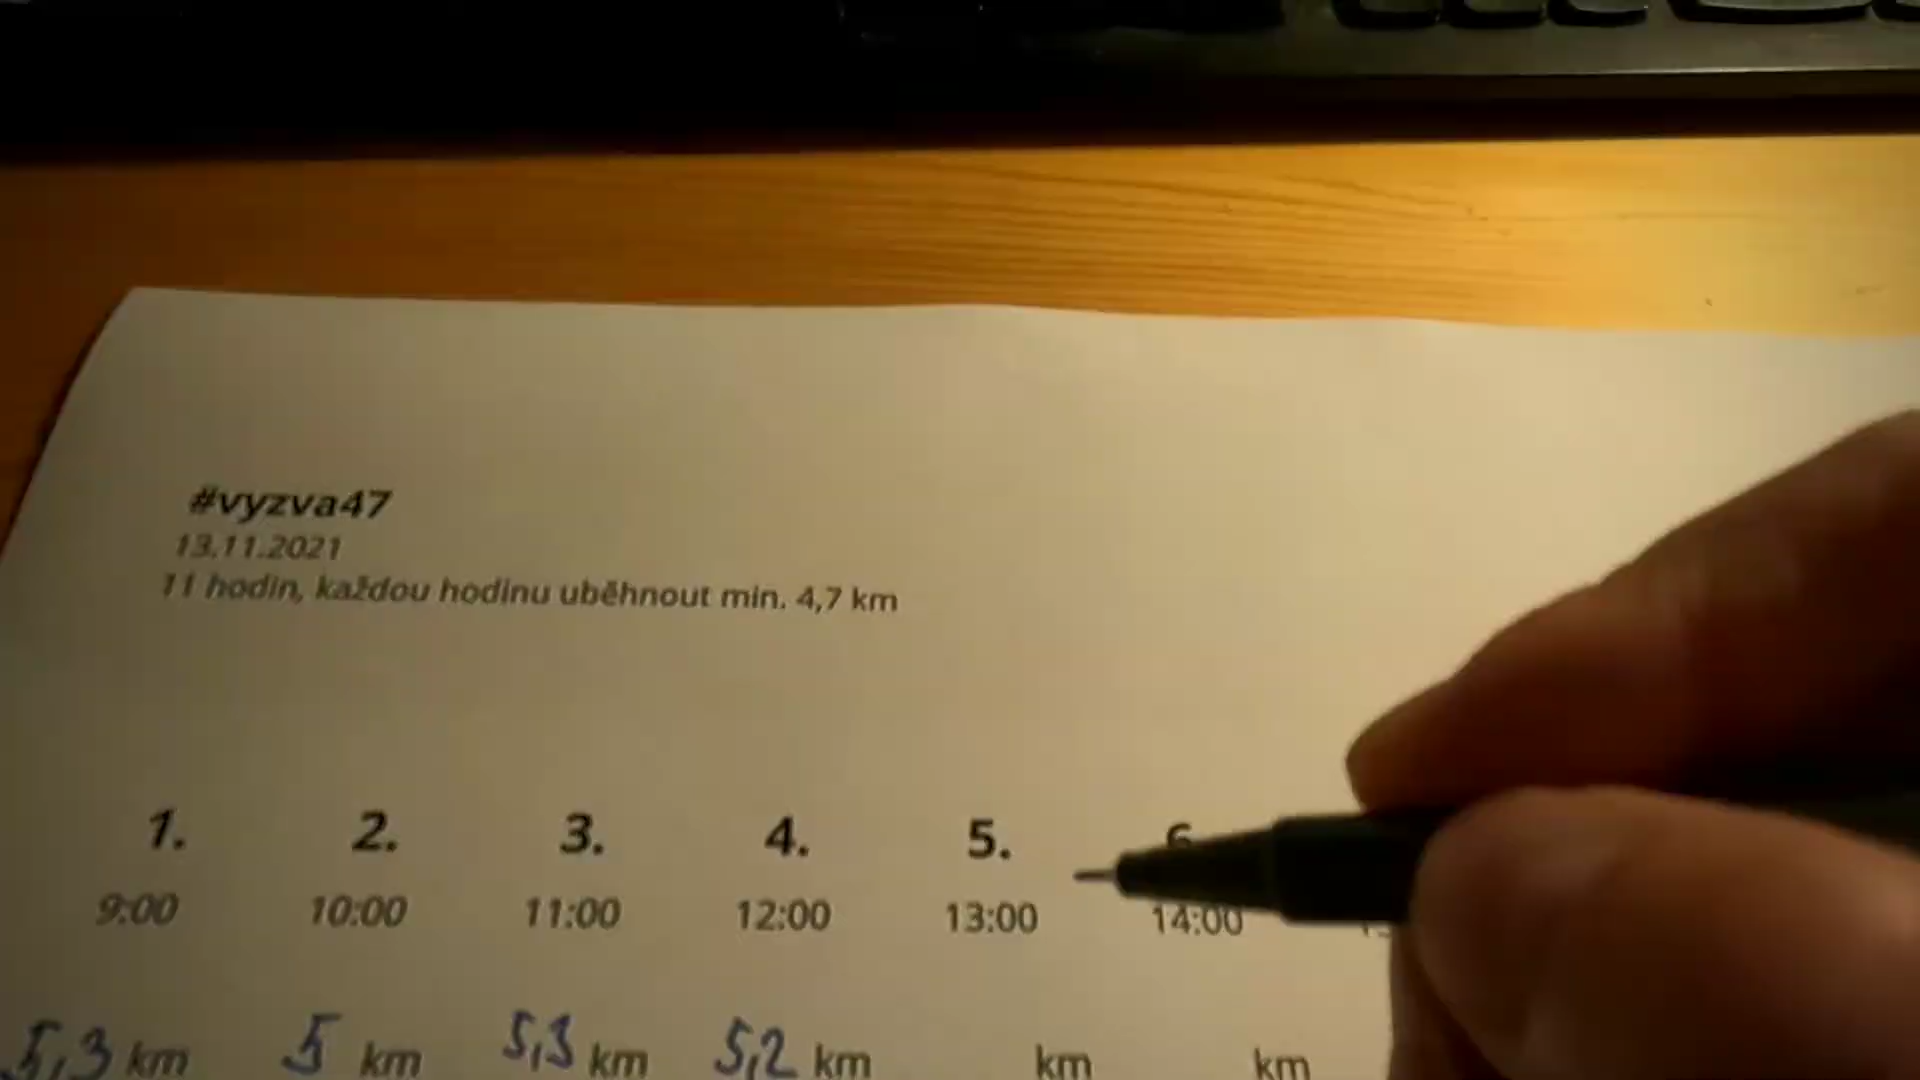 #vyzva47
13.11.2021
11 hodin, každou hodinu uběhnout min. 4,7 km
1. 2. 3. 4. 5. 6
9:00 10:00 11:00 12:00 13:00 14:00
5,3 km 5 km 5,3 km 5,2 km km km